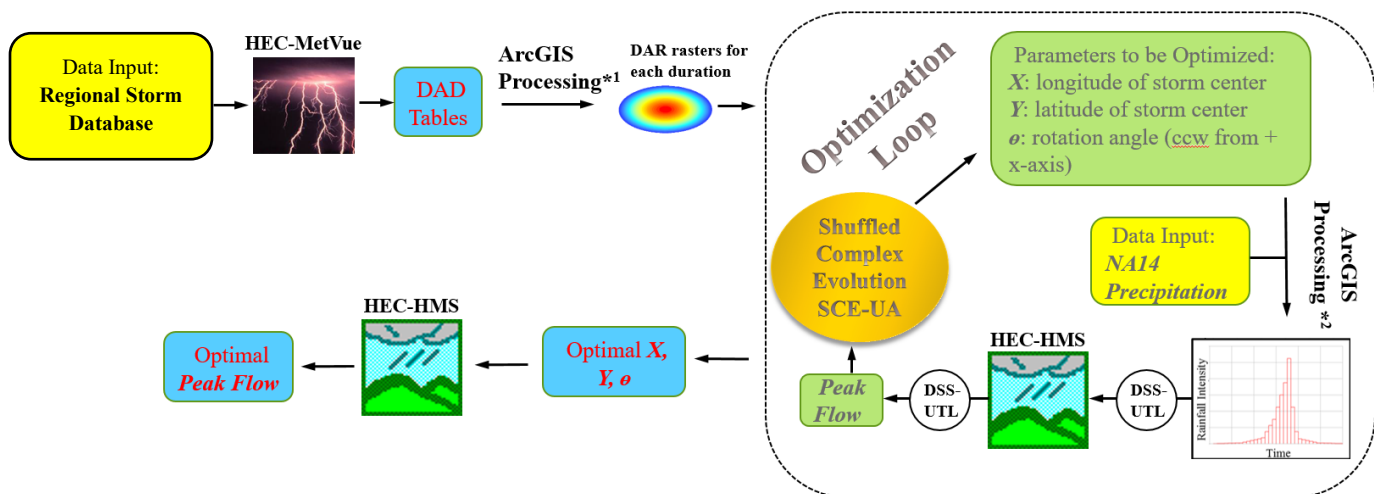 Data Input:
Regional Storm
Database
HEC-MetVue
DAD
Tables
ArcGIS
Processing*1
DAR rasters for
each duration
Optimization
Loop
Parameters to be Optimized:
X: longitude of storm center
Y: latitude of storm center
ɵ: rotation angle (ccw from +
x-axis)
Shuffled
Complex
Evolution
SCE-UA
Data Input:
NA14
Precipitation
ArcGIS
Processing *2
Rainfall Intensity
Time
DSS-
UTL
HEC-HMS
DSS-
UTL
Peak
Flow
Optimal X,
Y, ɵ
HEC-HMS
Optimal
Peak Flow